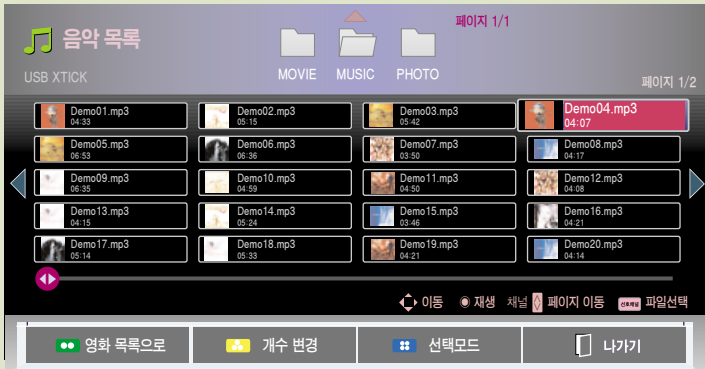 페이지 1/1
음악 목록
USB XTICK
MOVIE MUSIC PHOTO
페이지 1/2
Demo01.mp3 Demo02.mp3 Demo03.mp3 Demo04.mp3
04:33 05:15 05:42 04:07
Demo05.mp3 Demo06.mp3 Demo07.mp3 Demo08.mp3
06:53 06:36 03:50 04:17
Demo09.mp3 Demo10.mp3 Demo11.mp3 Demo12.mp3
06:35 04:59 04:50 04:08
Demo13.mp3 Demo14.mp3 Demo15.mp3 Demo16.mp3
04:15 05:24 03:46 04:21
Demo17.mp3 Demo18.mp3 Demo19.mp3 Demo20.mp3
05:14 05:33 04:21 04:14
이동 재생 채널 페이지 이동 선호채널 파일선택
영화 목록으로 개수 변경 선택모드 나가기